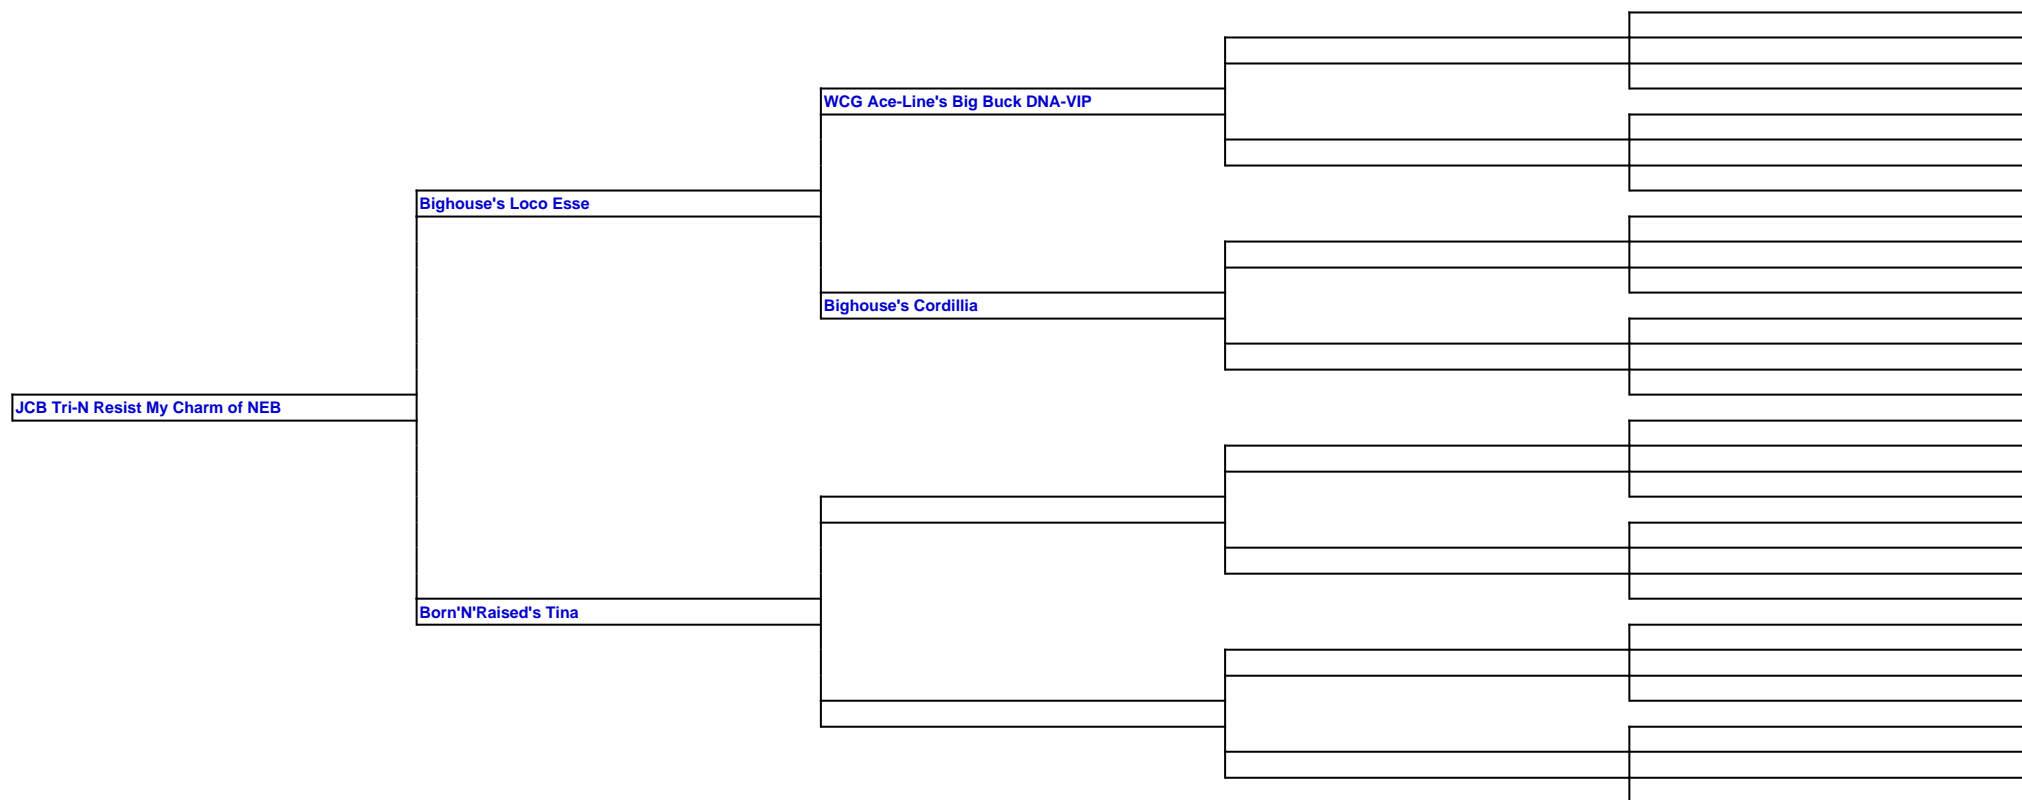 WCG Ace-Line's Big Buck DNA-VIP
Bighouse's Loco Esse
Bighouse's Cordillia
JCB Tri-N Resist My Charm of NEB
Born'N'Raised's Tina